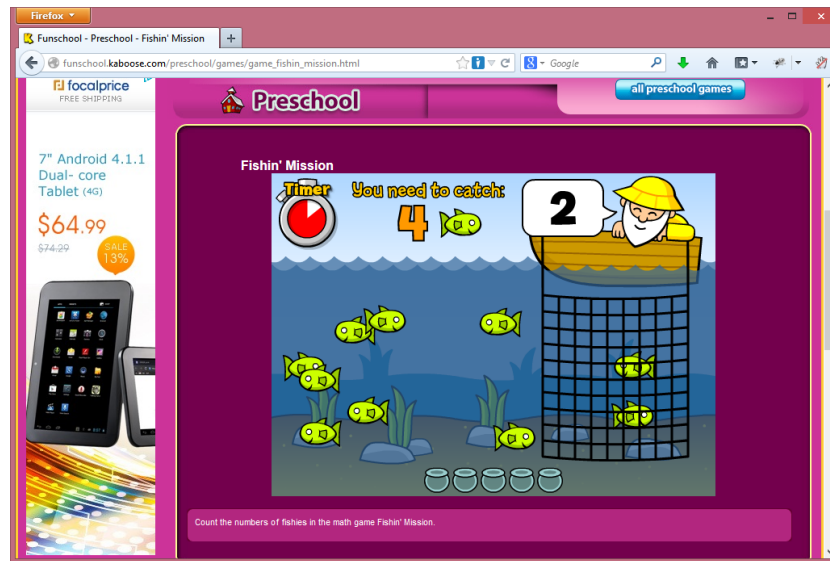 Firefox
Funschool - Preschool - Fishin' Mission
funschool.kaboose.com/preschool/games/game_fishin_mission.html
Google
focalprice
FREE SHIPPING
Preschool
all preschool games
7" Android 4.1.1
Dual- core
Tablet (4G)
$64.99
$74.29
SALE
13%
Fishin' Mission
Timer
You need to catch:
4
2
Count the numbers of fishies in the math game Fishin' Mission.